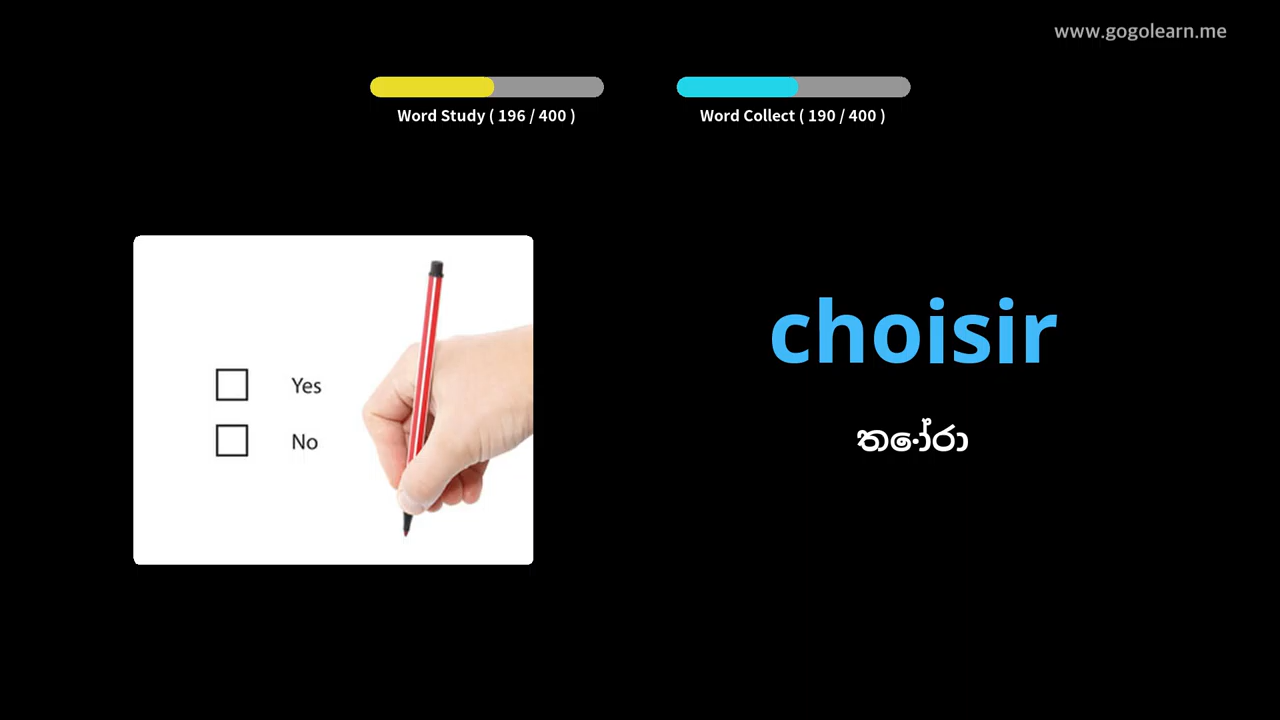 www.gogolearn.me
Word Study ( 196 / 400 )
Word Collect ( 190 / 400 )
Yes
No
choisir
තෝරා